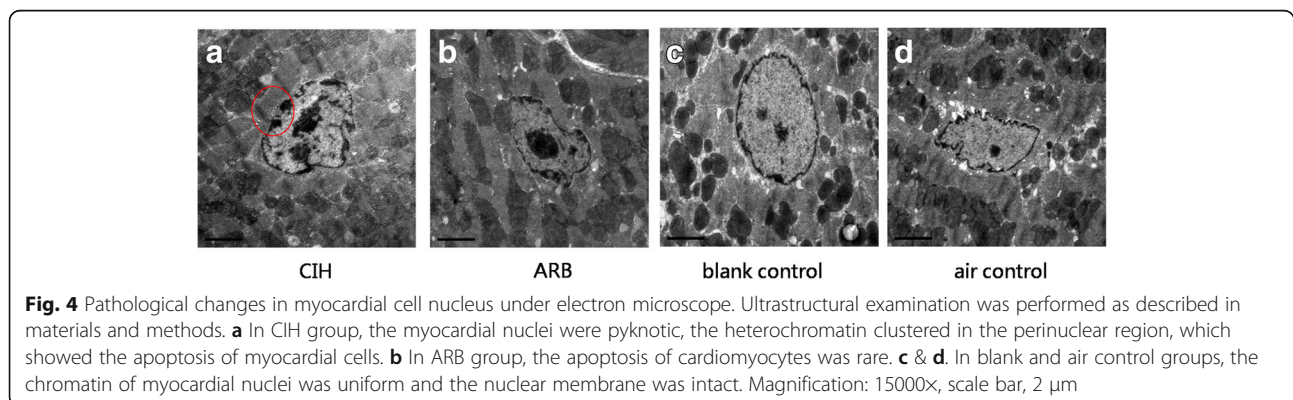 a b c d
CIH ARB blank control air control
Fig. 4 Pathological changes in myocardial cell nucleus under electron microscope. Ultrastructural examination was performed as described in
materials and methods. a In CIH group, the myocardial nuclei were pyknotic, the heterochromatin clustered in the perinuclear region, which
showed the apoptosis of myocardial cells. b In ARB group, the apoptosis of cardiomyocytes was rare. c & d. In blank and air control groups, the
chromatin of myocardial nuclei was uniform and the nuclear membrane was intact. Magnification: 15000×, scale bar, 2 μm